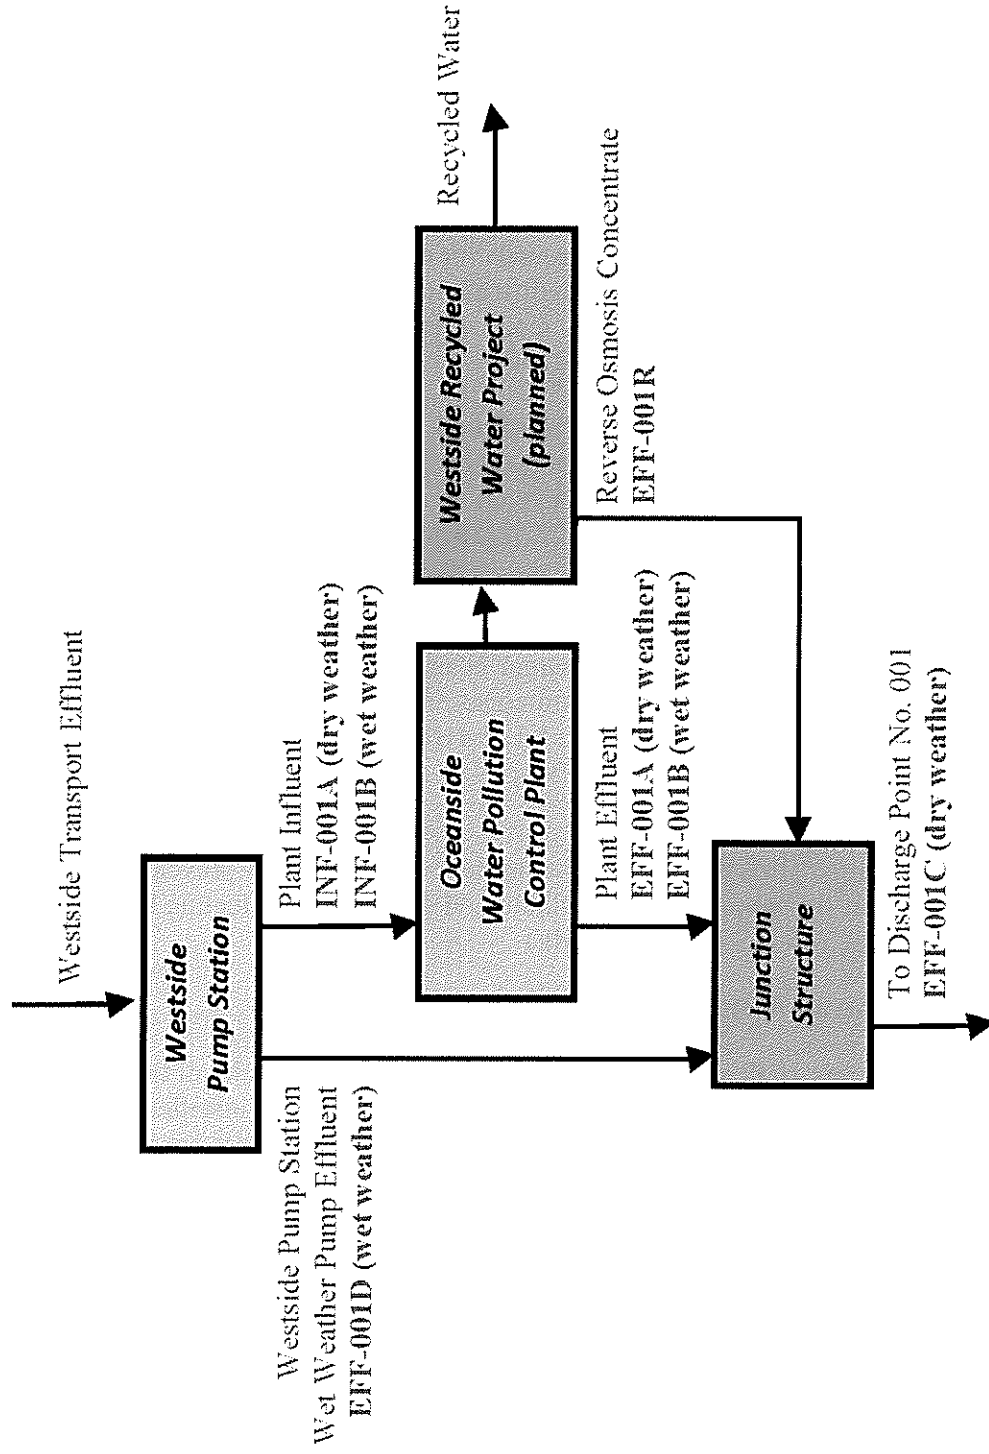 Westside Transport Effluent
Westside
Pump Station
Westside Pump Station
Wet Weather Pump Effluent
EFF-001D (wet weather)
Plant Influent
INF-001A (dry weather)
INF-001B (wet weather)
Oceanside
Water Pollution
Control Plant
Westside Recycled
Water Project
(planned)
Recycled Water
Plant Effluent
EFF-001A (dry weather)
EFF-001B (wet weather)
Reverse Osmosis Concentrate
EFF-001R
Junction
Structure
To Discharge Point No. 001
EFF-001C (dry weather)